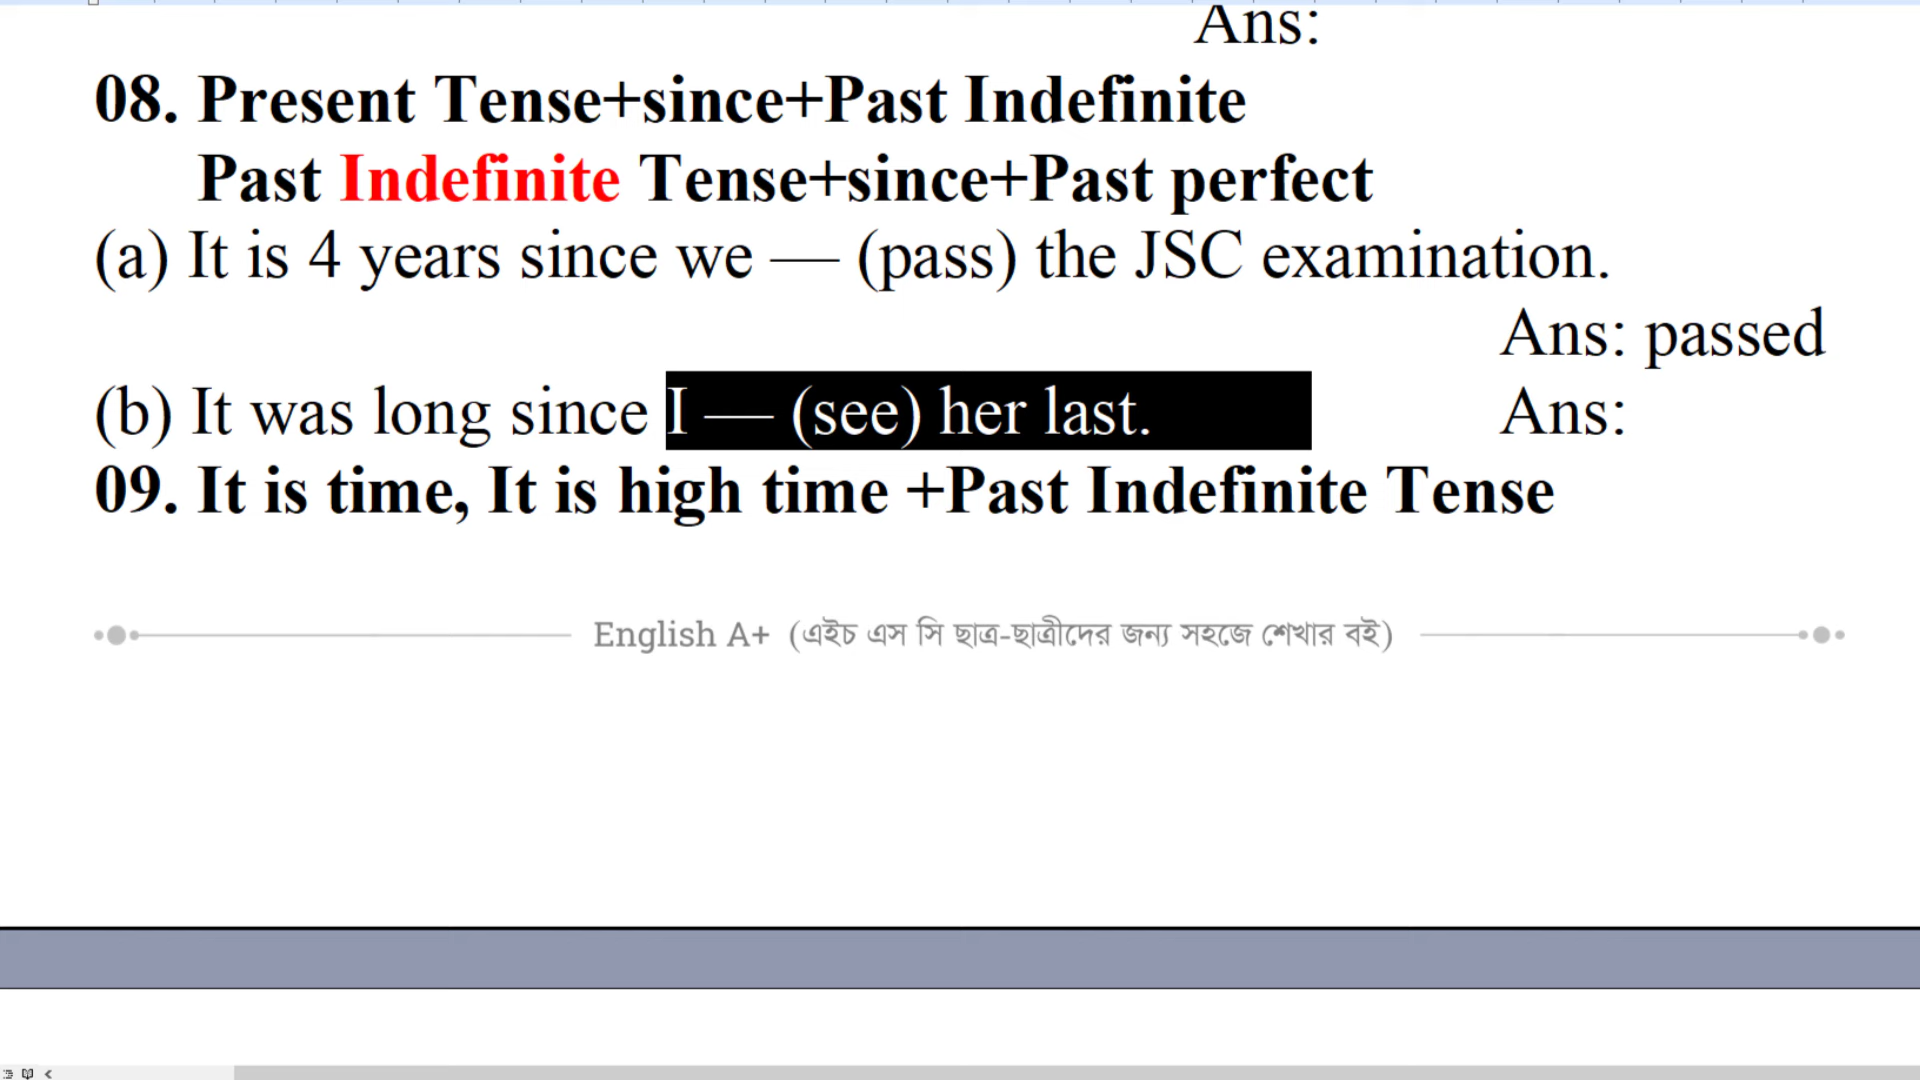 Ans:
08. Present Tense+since+Past Indefinite
Past Indefinite Tense+since+Past perfect
(a) It is 4 years since we — (pass) the JSC examination.
Ans: passed
(b) It was long since I — (see) her last. Ans:
09. It is time, It is high time +Past Indefinite Tense
English A+ (এইচ এস সি ছাত্র-ছাত্রীদের জন্য সহজে শেখার বই)